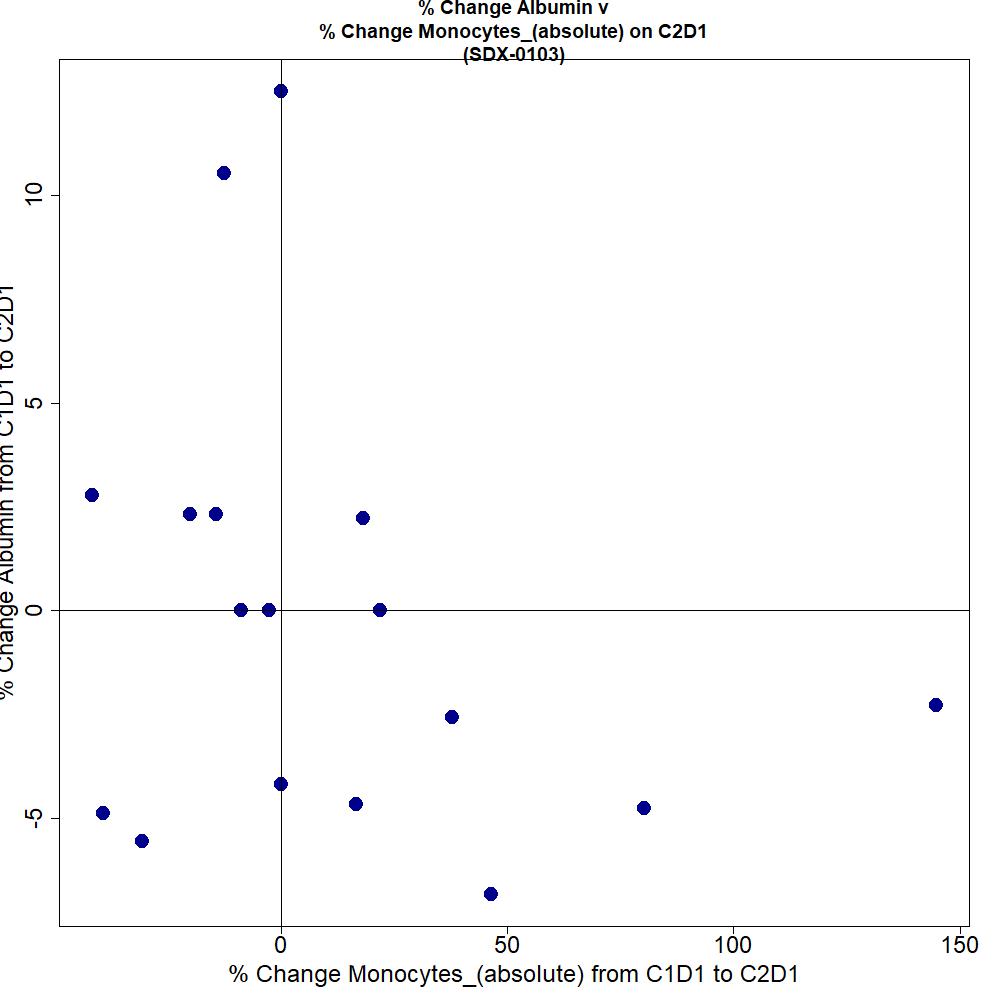 % Change Albumin v
% Change Monocytes_(absolute) on C2D1
(SDX-0103)
% Change Albumin from C1D1 to C2D1
10
5
0
-5
0
50
100
150
% Change Monocytes_(absolute) from C1D1 to C2D1